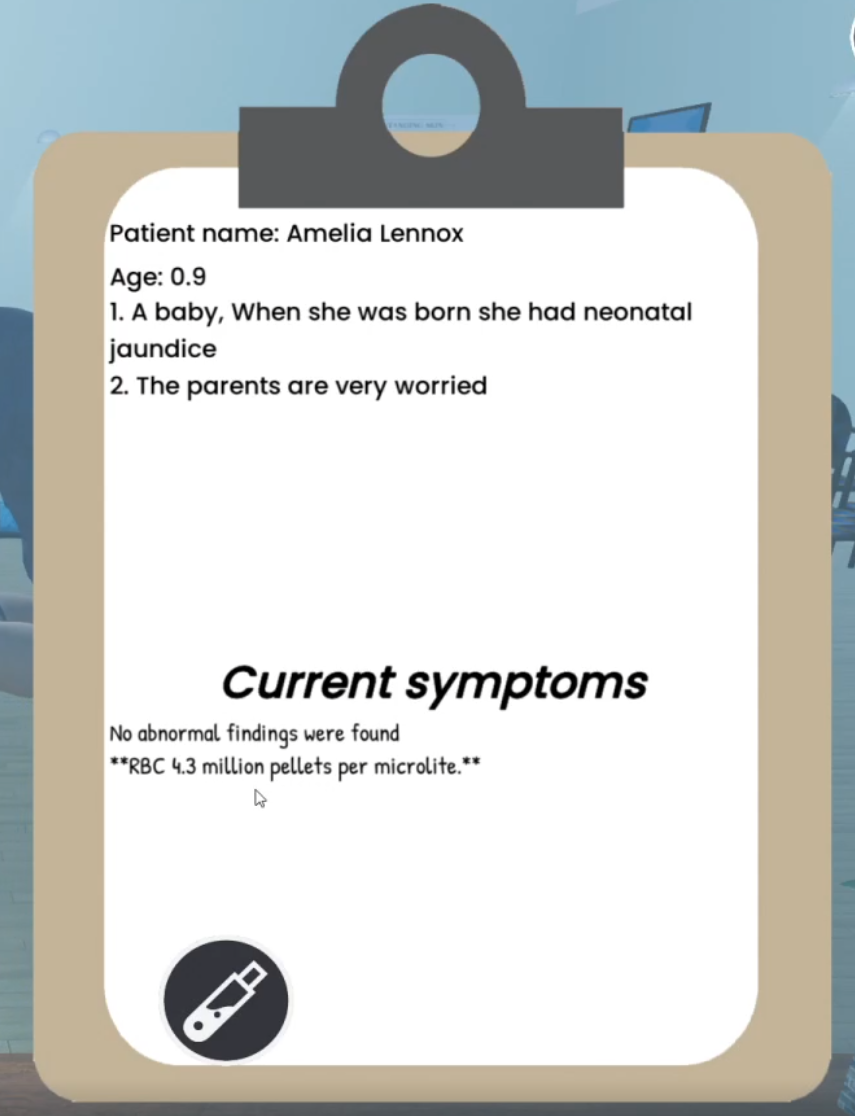 Patient name: Amelia Lennox
Age: 0.9
1. A baby, When she was born she had neonatal
jaundice
2. The parents are very worried
Current symptoms
No abnormal findings were found
**RBC 4.3 million pellets per microlite.**